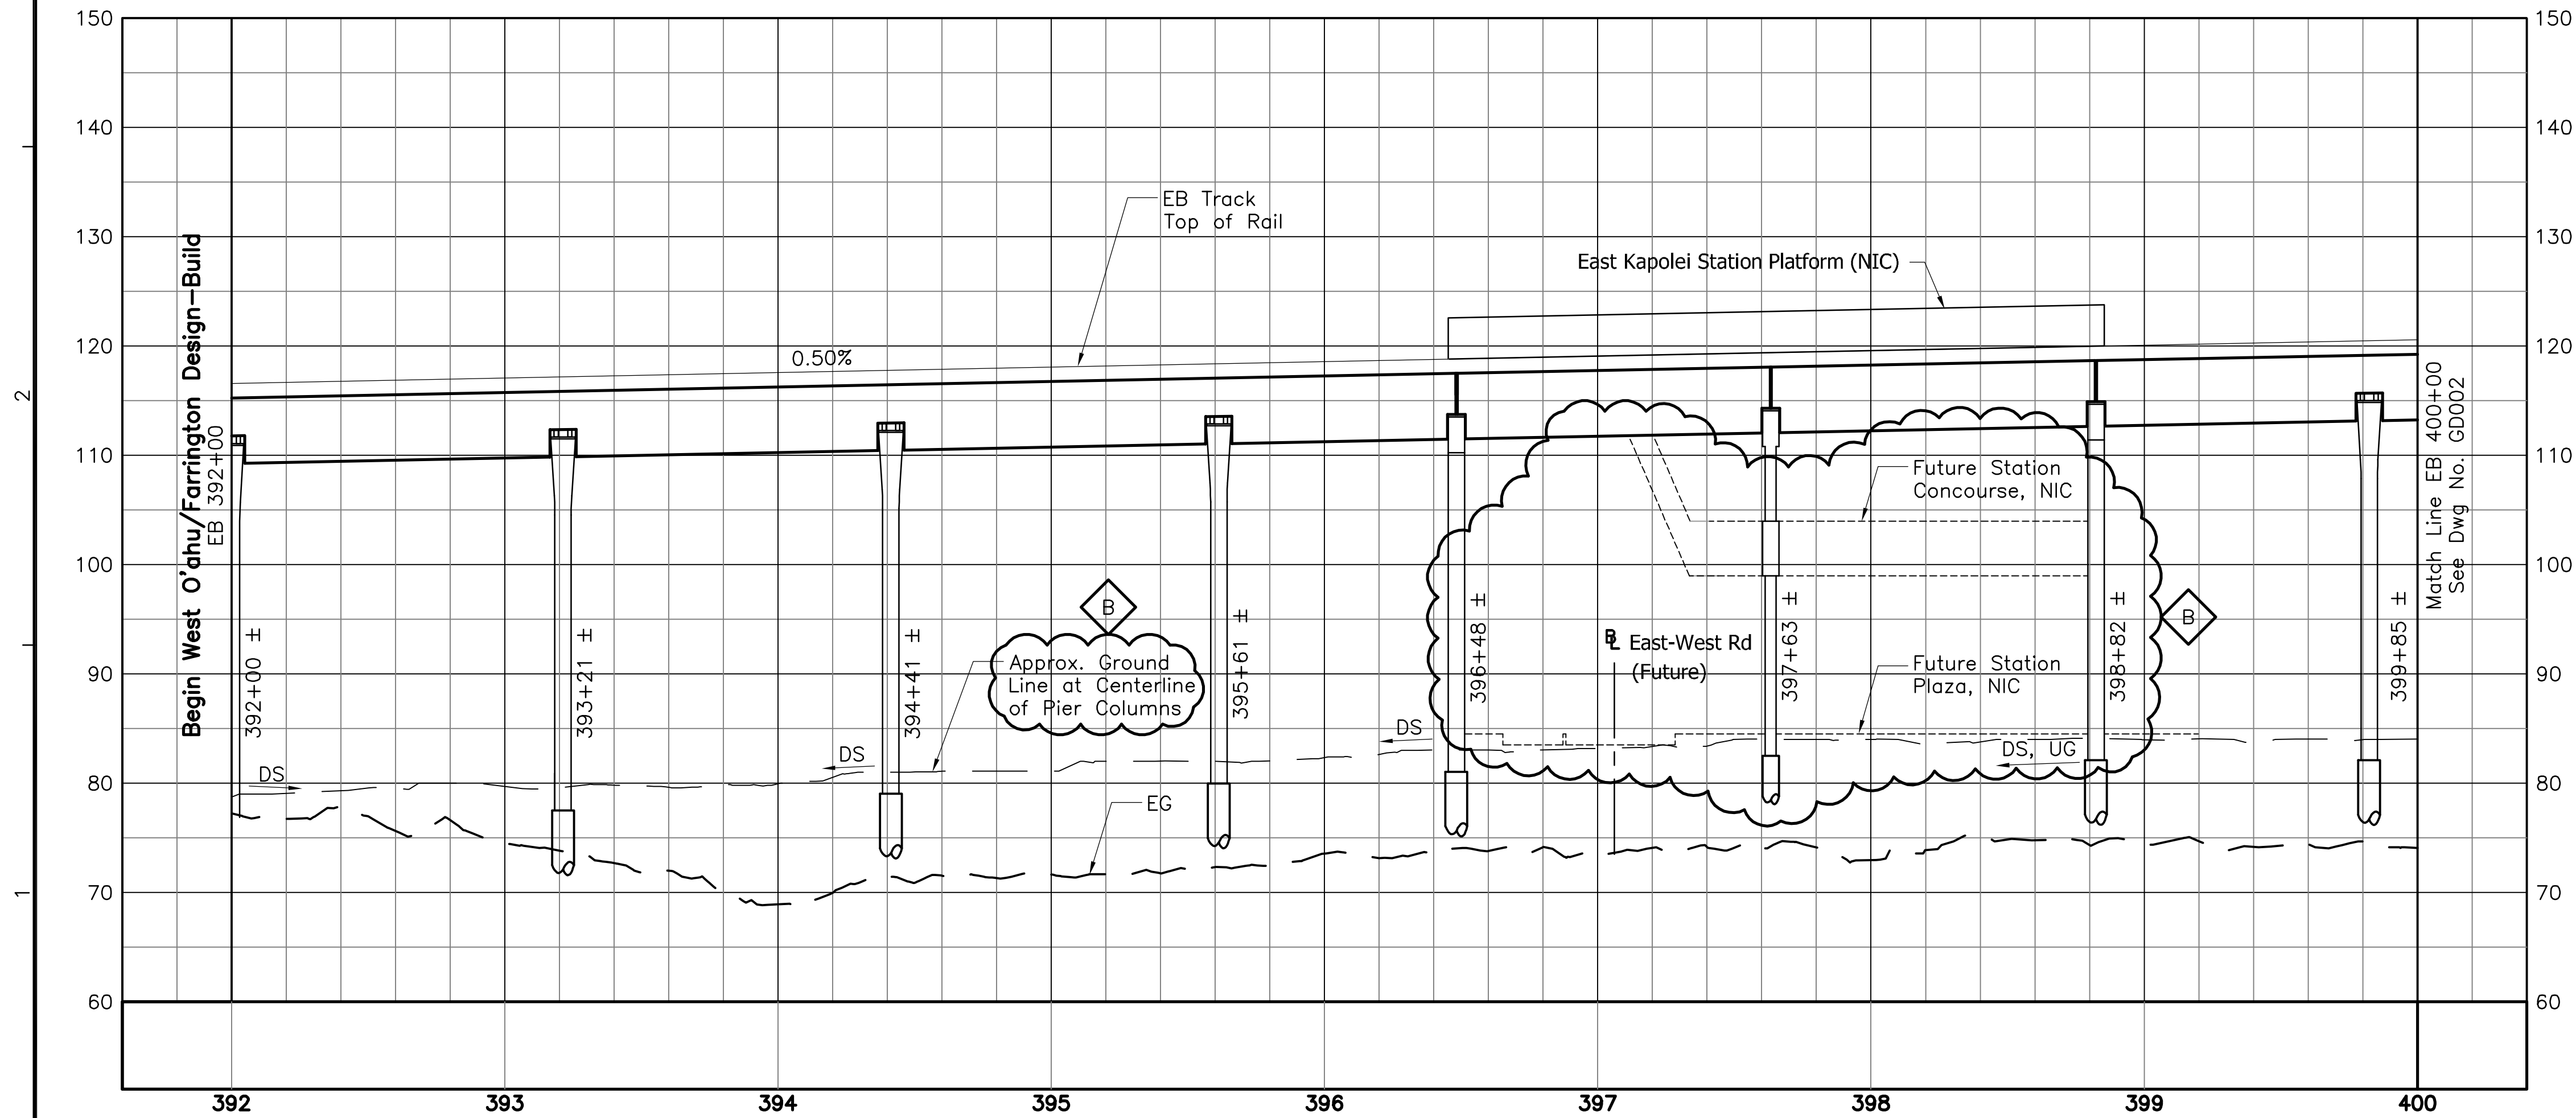 150
150
140
140
EB Track
Top of Rail
130
130
East Kapolei Station Platform (NIC)
120
120
0.50%
Begin West O'ahu/Farrington Design-Build
EB 392+00
110
110
Future Station
Concourse, NIC
Match Line EB 400+00
See Dwg No. GD002
100
100
B
B
392+00 ±
393+21 ±
394+41 ±
395+61 ±
396+48 ±
397+63 ±
398+82 ±
399+85 ±
East-West Rd
(Future)
Approx. Ground
Line at Centerline
of Pier Columns
Future Station
Plaza, NIC
90
90
DS
DS
DS
DS, UG
80
80
EG
70
70
60
60
392
393
394
395
396
397
398
399
400
2
1